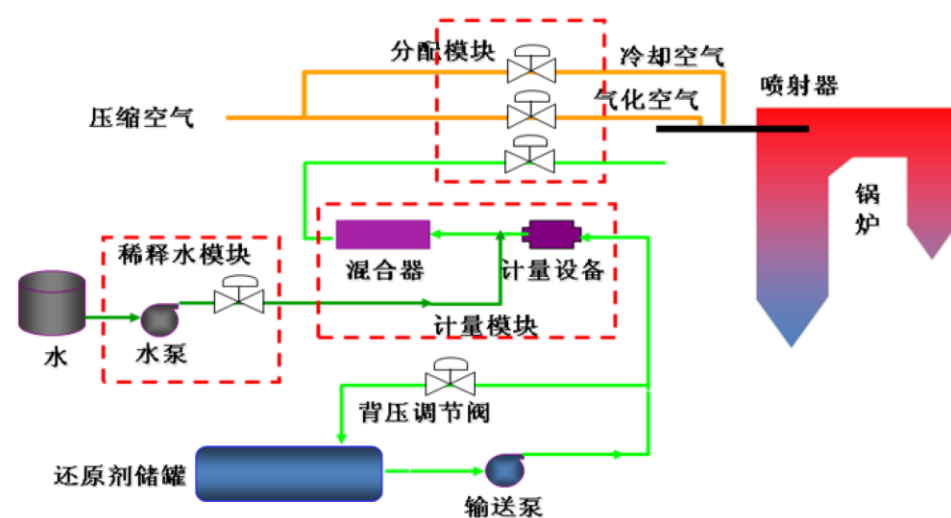 分配模块
冷却空气
喷射器
压缩空气
气化空气
锅
炉
稀释水模块
混合器
计量设备
水
水泵
计量模块
背压调节阀
还原剂储罐
输送泵